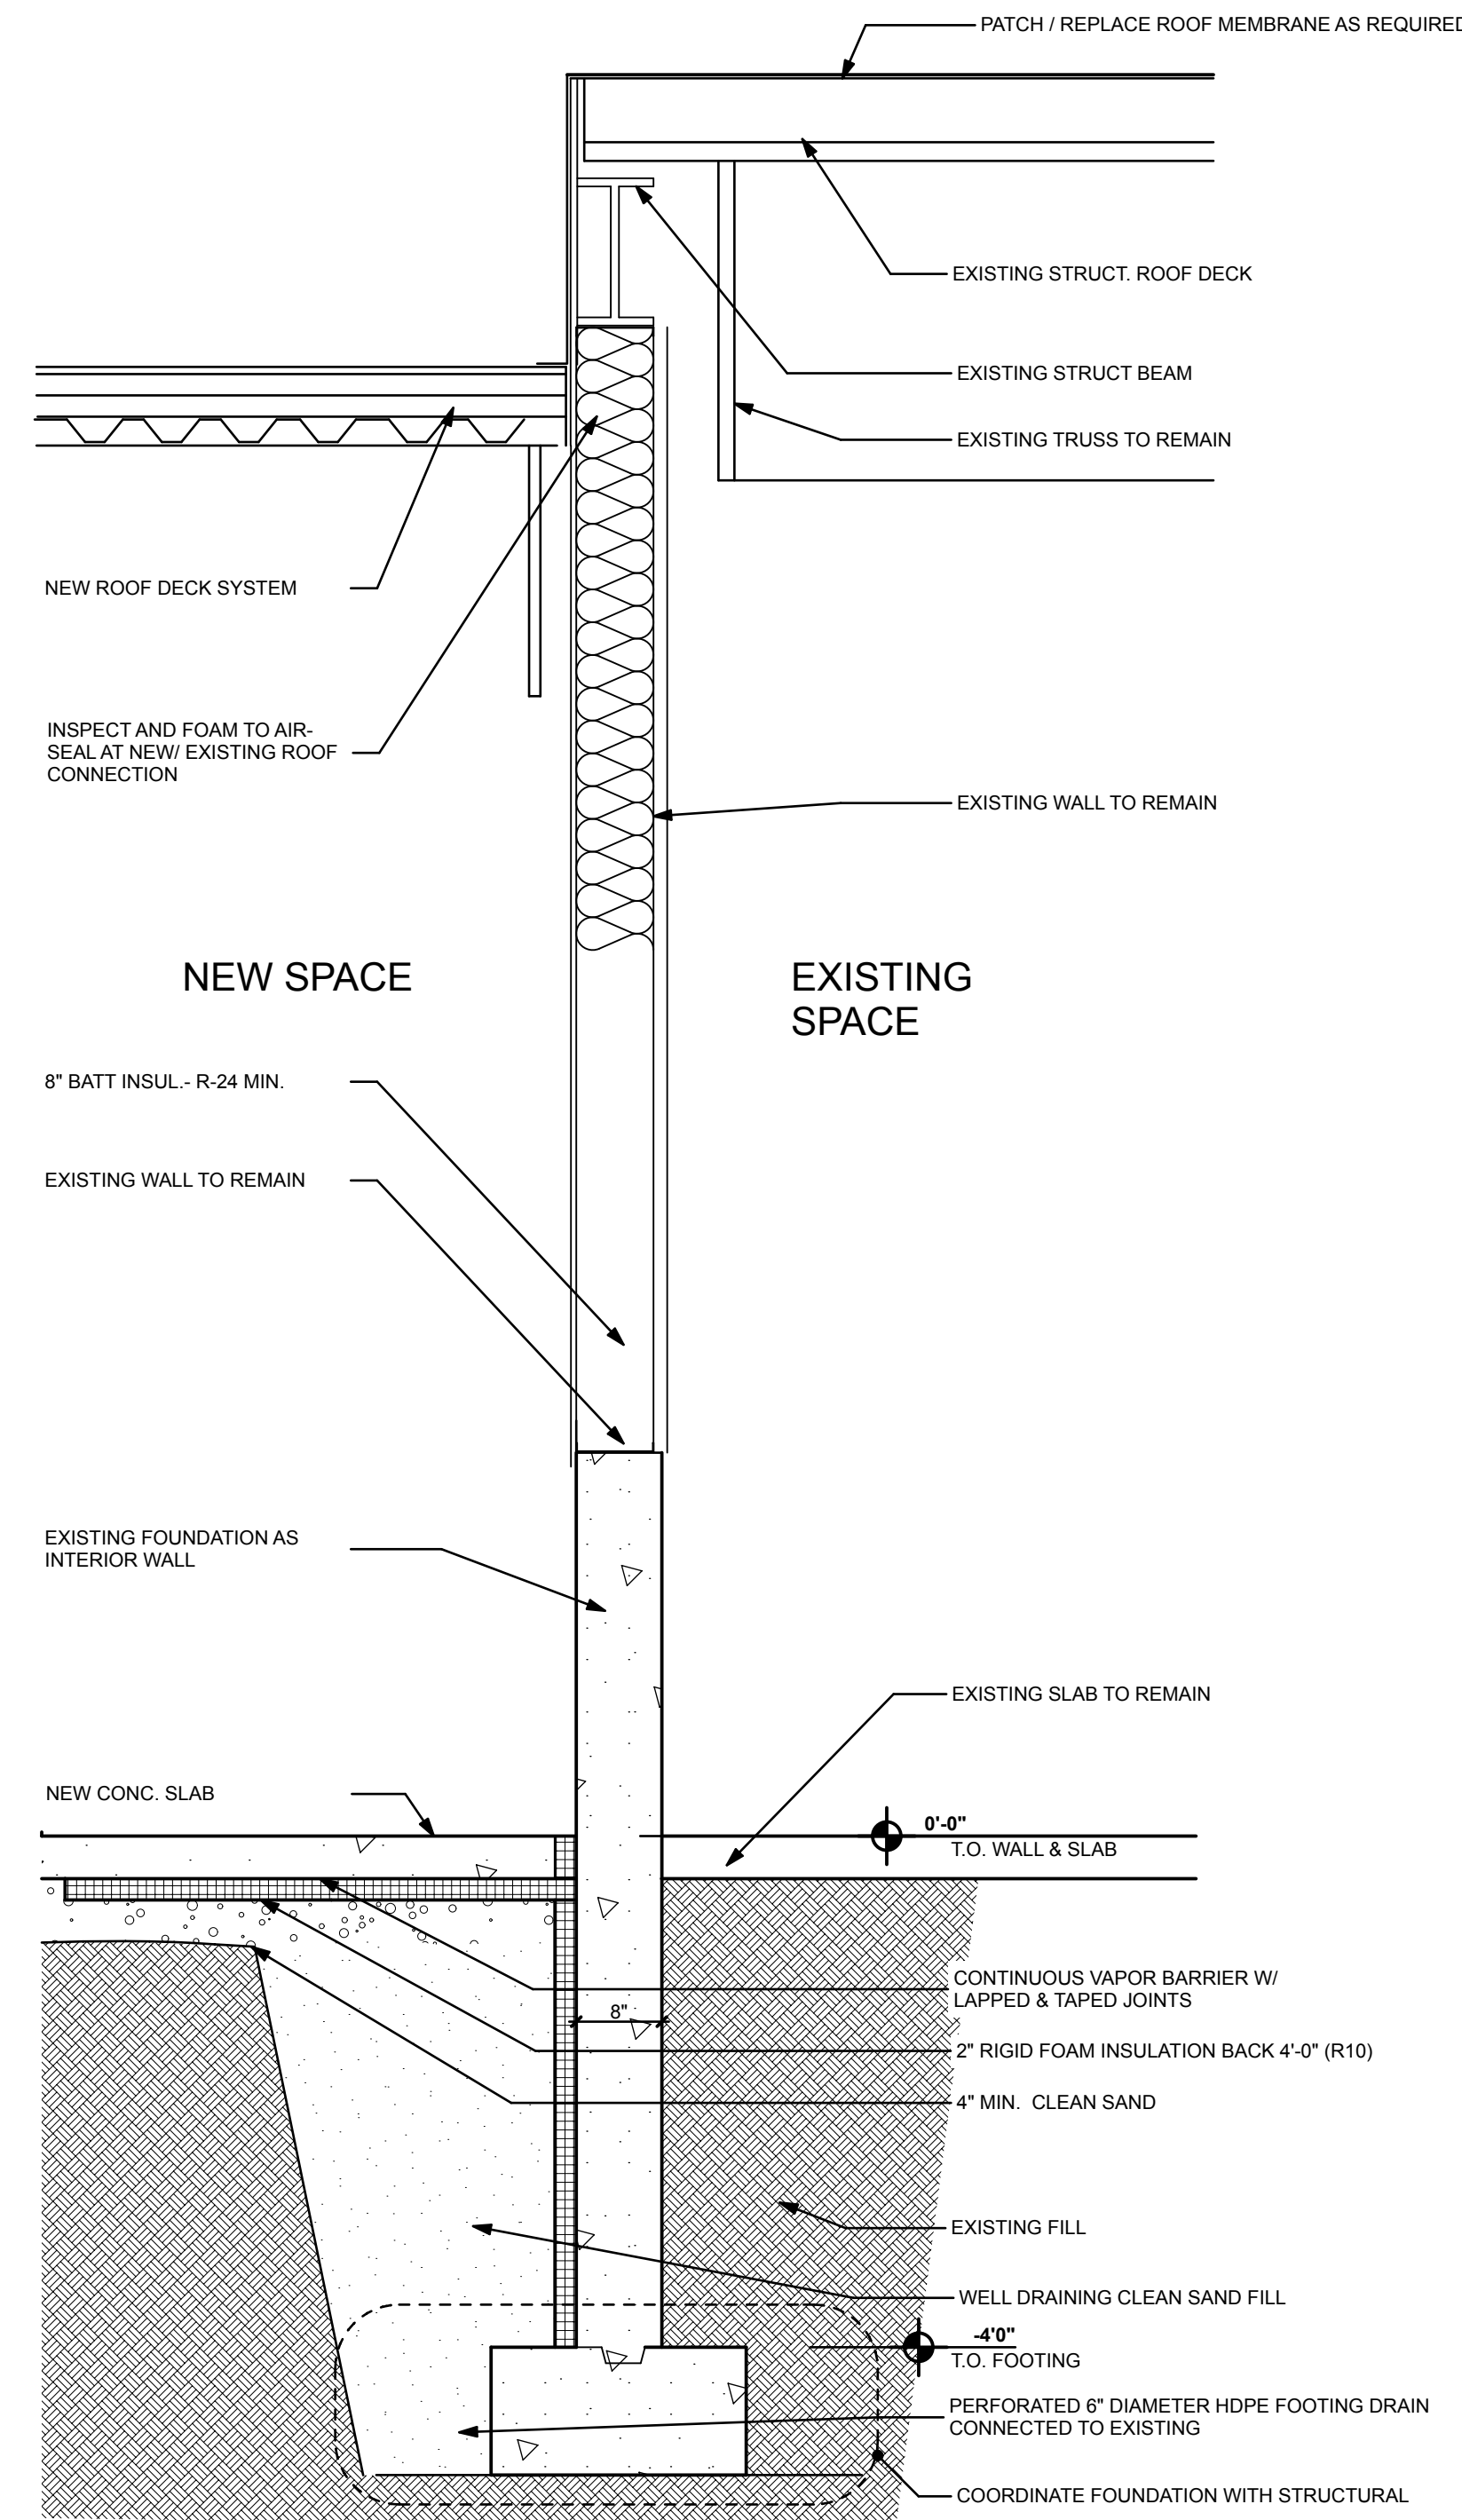 PATCH / REPLACE ROOF MEMBRANE AS REQUIRED
EXISTING STRUCT. ROOF DECK
EXISTING STRUCT BEAM
EXISTING TRUSS TO REMAIN
NEW ROOF DECK SYSTEM
INSPECT AND FOAM TO AIR-
SEAL AT NEW/ EXISTING ROOF
CONNECTION
EXISTING WALL TO REMAIN
NEW SPACE
EXISTING
SPACE
8" BATT INSUL.- R-24 MIN.
EXISTING WALL TO REMAIN
EXISTING FOUNDATION AS
INTERIOR WALL
EXISTING SLAB TO REMAIN
NEW CONC. SLAB
0'-0"
T.O. WALL & SLAB
CONTINUOUS VAPOR BARRIER W/
LAPPED & TAPED JOINTS
8"
2" RIGID FOAM INSULATION BACK 4'-0" (R10)
4" MIN.  CLEAN SAND
EXISTING FILL
WELL DRAINING CLEAN SAND FILL
-4'0"
T.O. FOOTING
PERFORATED 6" DIAMETER HDPE FOOTING DRAIN
CONNECTED TO EXISTING
COORDINATE FOUNDATION WITH STRUCTURAL